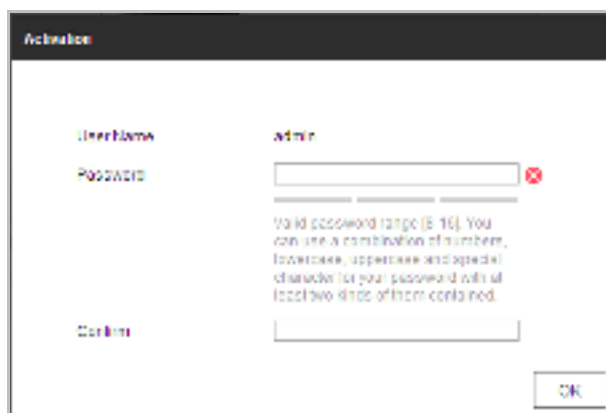 Activation
User Name admin
Password
Valid password range [8-16]. You
can use a combination of numbers,
lowercase, uppercase and special
character for your password with at
least two kinds of them contained.
Confirm
OK